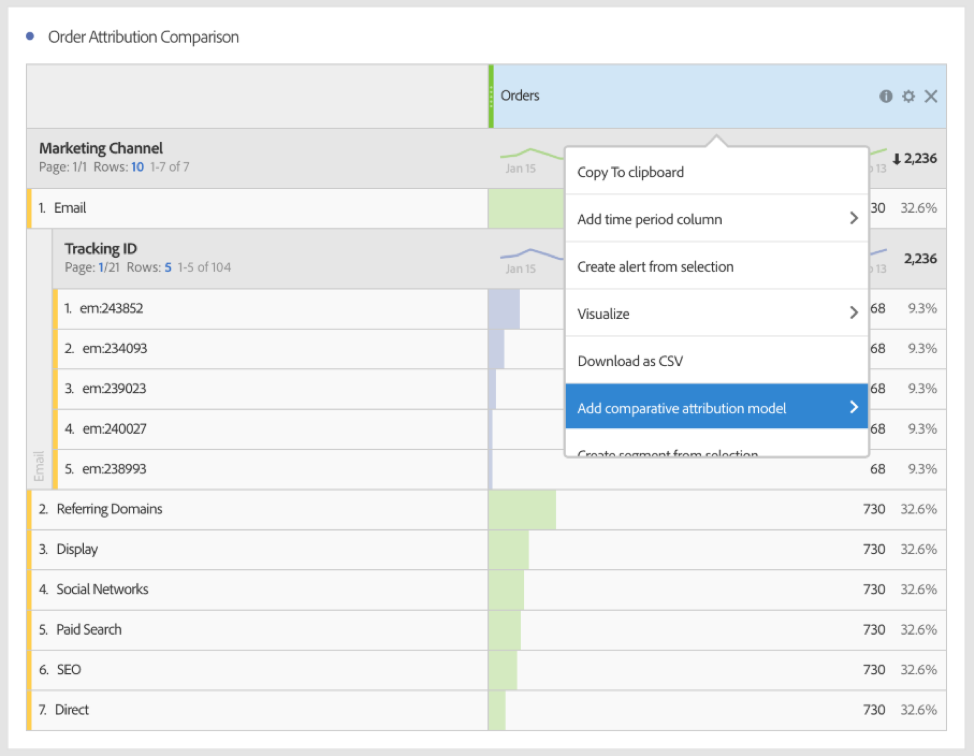 Order Attribution Comparison
Orders
Marketing Channel
Page: 1/1 Rows: 10 1-7 of 7
Jan 15
13
2,236
1. Email
30 32.6%
Tracking ID
Page: 1/21 Rows: 5 1-5 of 104
Jan 15
13
2,236
1. em:243852
68 9.3%
2. em:234093
68 9.3%
3. em:239023
68 9.3%
4. em:240027
68 9.3%
5. em:238993
68 9.3%
Email
Copy To clipboard
Add time period column
Create alert from selection
Visualize
Download as CSV
Add comparative attribution model
Create segment from selection
2. Referring Domains 730 32.6%
3. Display 730 32.6%
4. Social Networks 730 32.6%
5. Paid Search 730 32.6%
6. SEO 730 32.6%
7. Direct 730 32.6%